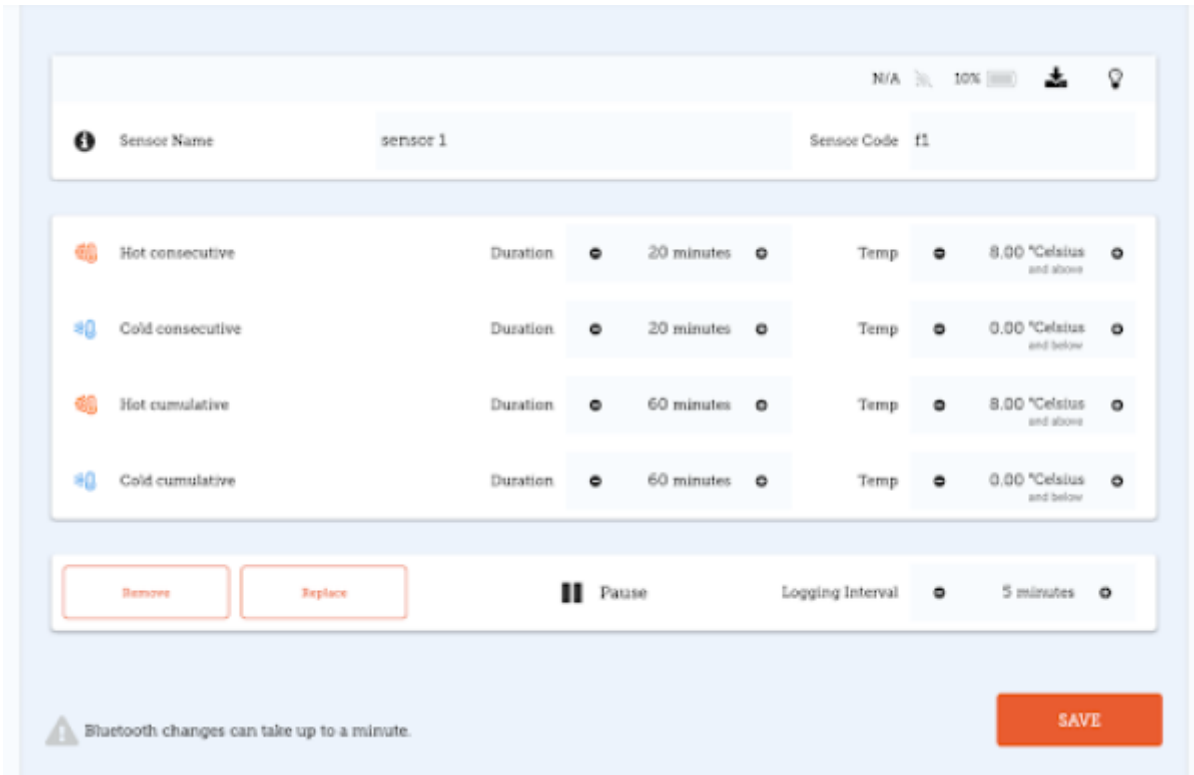 N/A 10%
Sensor Name sensor 1 Sensor Code f1
Hot consecutive Duration 20 minutes Temp 8.00 °Celsius
and above
Cold consecutive Duration 20 minutes Temp 0.00 °Celsius
and below
Hot cumulative Duration 60 minutes Temp 8.00 °Celsius
and above
Cold cumulative Duration 60 minutes Temp 0.00 °Celsius
and below
Remove Replace Pause Logging Interval 5 minutes
Bluetooth changes can take up to a minute.
SAVE